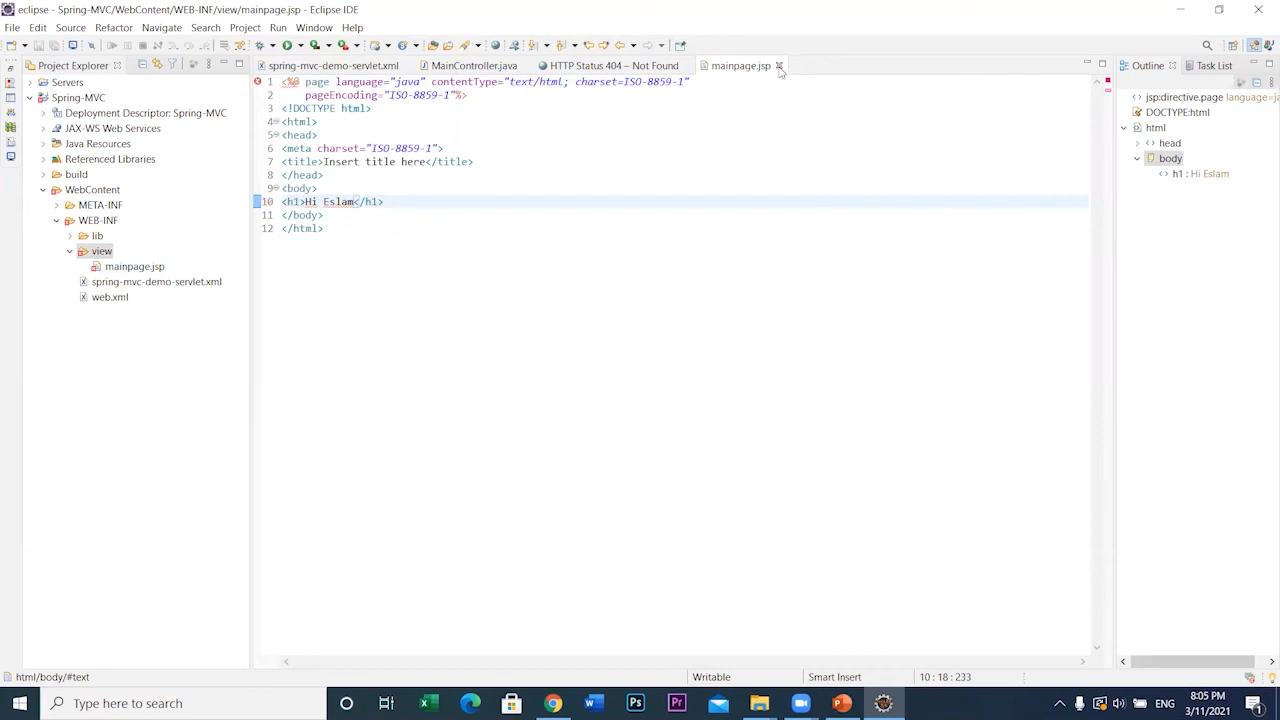 eclipse - Spring-MVC/WebContent/WEB-INF/view/mainpage.jsp - Eclipse IDE
File Edit Source Refactor Navigate Search Project Run Window Help
Project Explorer
spring-mvc-demo-servlet.xml
MainController.java
HTTP Status 404 – Not Found
mainpage.jsp
Outline
Task List
Servers
Spring-MVC
Deployment Descriptor: Spring-MVC
JAX-WS Web Services
Java Resources
Referenced Libraries
build
WebContent
META-INF
WEB-INF
lib
view
mainpage.jsp
spring-mvc-demo-servlet.xml
web.xml
1 <%@ page language="java" contentType="text/html; charset=ISO-8859-1"
2 pageEncoding="ISO-8859-1"%>
3 <!DOCTYPE html>
4 <html>
5 <head>
6 <meta charset="ISO-8859-1">
7 <title>Insert title here</title>
8 </head>
9 <body>
10 <h1>Hi Eslam</h1>
11 </body>
12 </html>
jsp:directive.page language=j
DOCTYPE:html
html
head
body
h1 : Hi Eslam
html/body/#text
Writable
Smart Insert
10 : 18 : 233
Type here to search
ENG
8:05 PM
3/11/2021